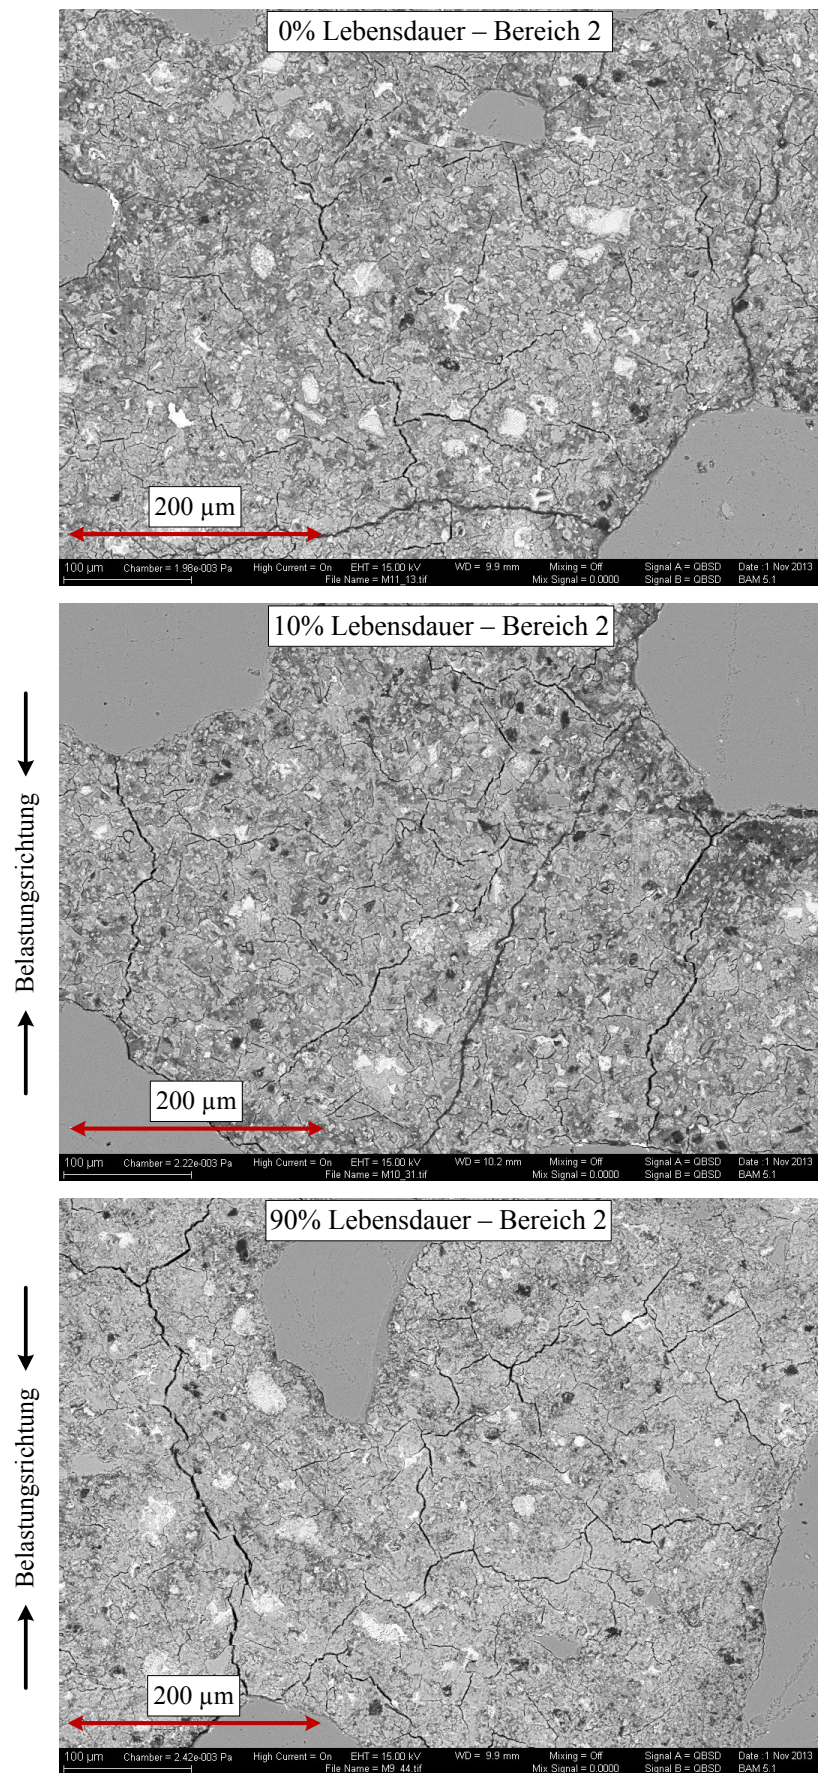 0% Lebensdauer – Bereich 2
200 µm
100 µm Chamber = 1.98e-003 Pa High Current = On EHT = 15.00 kV WD = 9.9 mm Mixing = Off Signal A = QBSD Date :1 Nov 2013
File Name = M11_13.tif Mix Signal = 0.0000 Signal B = QBSD BAM 5.1
10% Lebensdauer – Bereich 2
Belastungsrichtung
200 µm
100 µm Chamber = 2.22e-003 Pa High Current = On EHT = 15.00 kV WD = 10.2 mm Mixing = Off Signal A = QBSD Date :1 Nov 2013
File Name = M10_31.tif Mix Signal = 0.0000 Signal B = QBSD BAM 5.1
90% Lebensdauer – Bereich 2
Belastungsrichtung
200 µm
100 µm Chamber = 2.42e-003 Pa High Current = On EHT = 15.00 kV WD = 9.9 mm Mixing = Off Signal A = QBSD Date :1 Nov 2013
File Name = M9_44.tif Mix Signal = 0.0000 Signal B = QBSD BAM 5.1